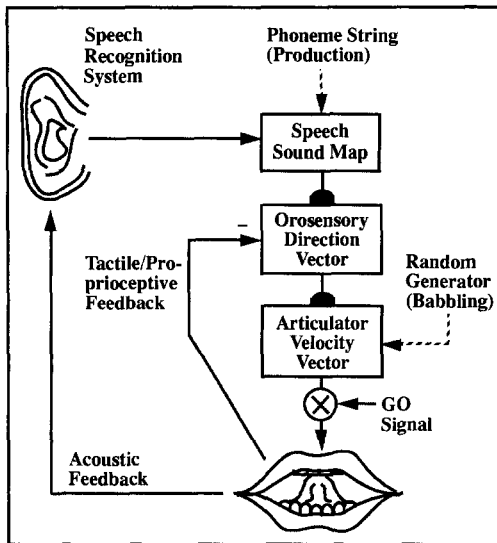 Speech
Recognition
System
Phoneme String
(Production)
Speech
Sound Map
–
Orosensory
Direction
Vector
Tactile/Pro-
prioceptive
Feedback
Random
Generator
(Babbling)
Articulator
Velocity
Vector
GO
Signal
Acoustic
Feedback